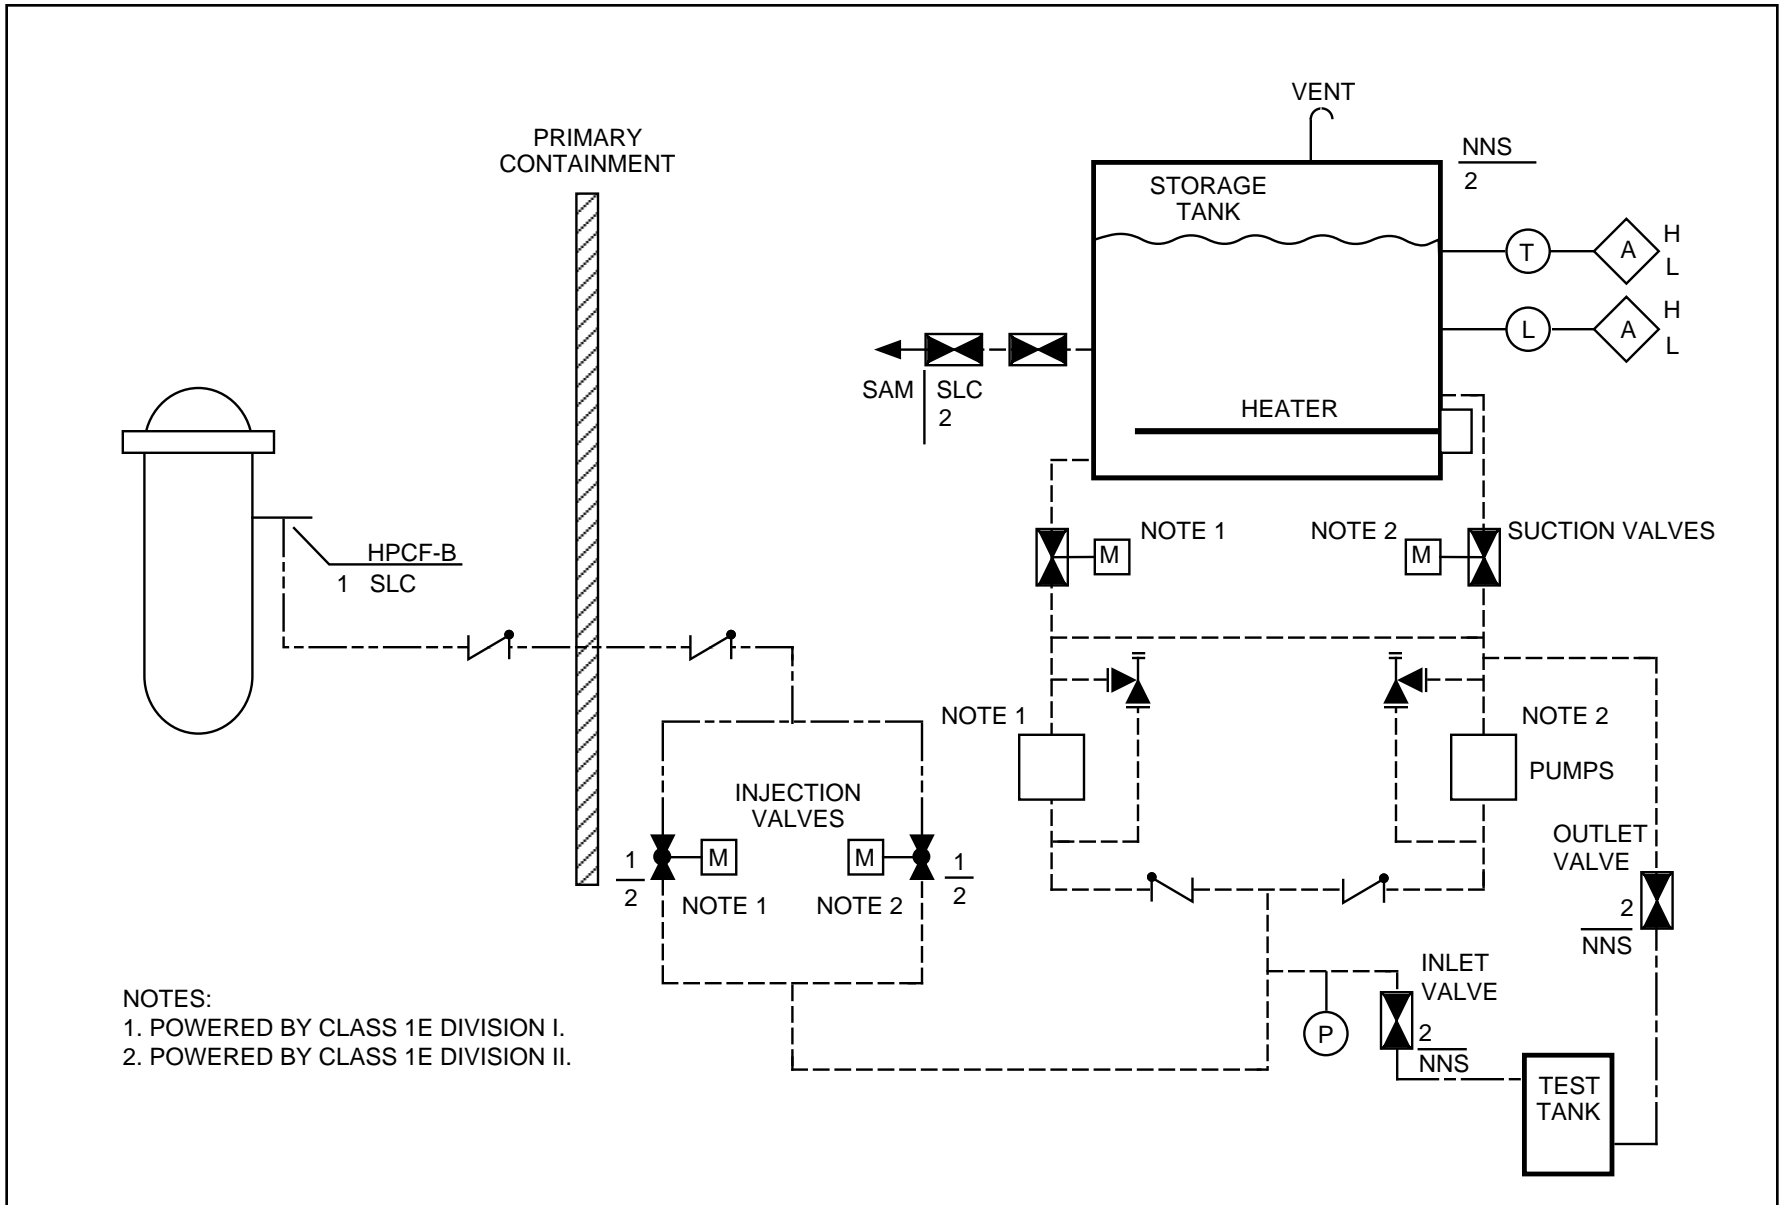 VENT
PRIMARY
CONTAINMENT
NNS
2
STORAGE
TANK
T
A
H
L
L
A
H
L
SAM
SLC
2
HEATER
NOTE 1
NOTE 2
SUCTION VALVES
M
M
HPCF-B
1 SLC
NOTE 1
NOTE 2
PUMPS
INJECTION
VALVES
OUTLET
VALVE
1
2
M
M
1
2
NOTE 1
NOTE 2
2
NNS
INLET
VALVE
P
2
NNS
TEST
TANK
NOTES:
1. POWERED BY CLASS 1E DIVISION I.
2. POWERED BY CLASS 1E DIVISION II.